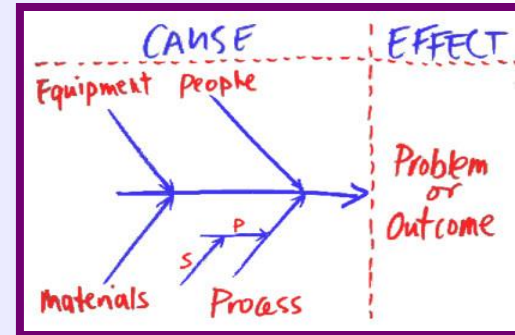 CAUSE EFFECT
Equipment People
Problem
or
Outcome
P
S
Materials Process